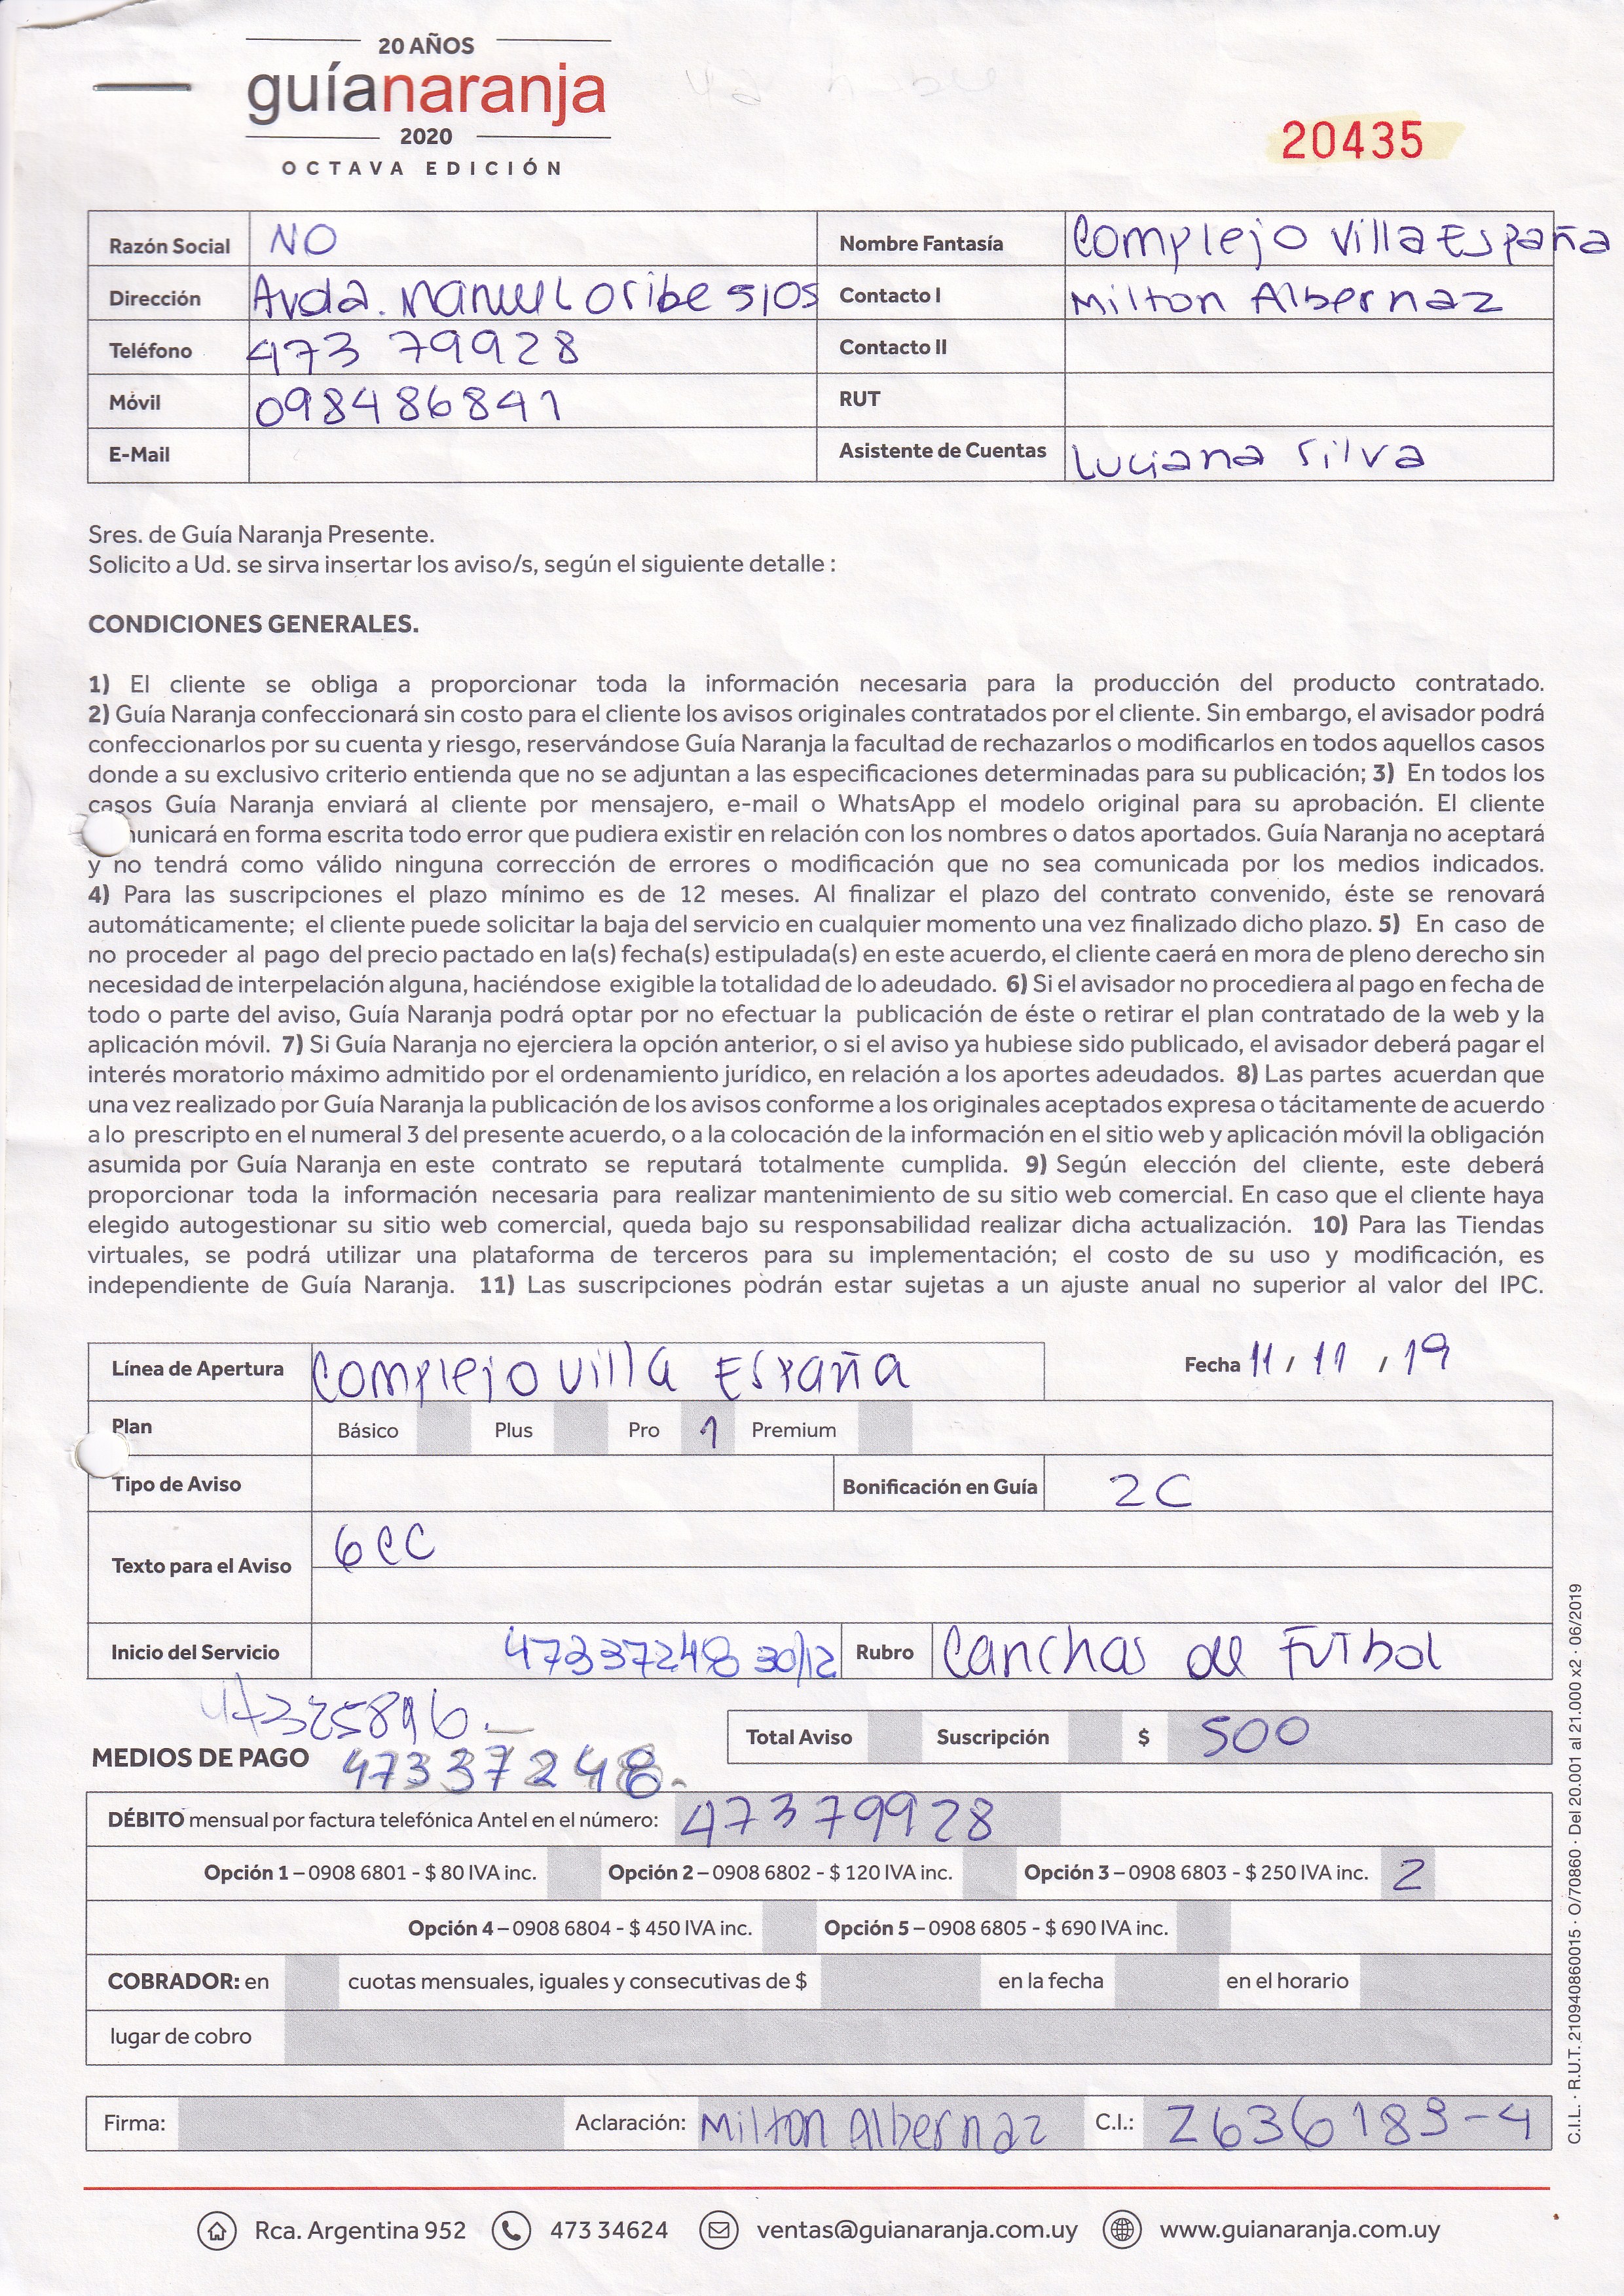 20 AÑOS
guíanaranja
2020
OCTAVA EDICIÓN
20435
Razón Social NO Nombre Fantasía Complejo Villa España
Dirección Avda. Manuel Oribe 5105 Contacto I Milton Albernaz
Teléfono 473 79928 Contacto II
Móvil 098486841 RUT
E-Mail Asistente de Cuentas Luciana Silva
Sres. de Guía Naranja Presente.
Solicito a Ud. se sirva insertar los aviso/s, según el siguiente detalle :
CONDICIONES GENERALES.
1) El cliente se obliga a proporcionar toda la información necesaria para la producción del producto contratado.
2) Guía Naranja confeccionará sin costo para el cliente los avisos originales contratados por el cliente. Sin embargo, el avisador podrá
confeccionarlos por su cuenta y riesgo, reservándose Guía Naranja la facultad de rechazarlos o modificarlos en todos aquellos casos
donde a su exclusivo criterio entienda que no se adjuntan a las especificaciones determinadas para su publicación; 3) En todos los
casos Guía Naranja enviará al cliente por mensajero, e-mail o WhatsApp el modelo original para su aprobación. El cliente
unicará en forma escrita todo error que pudiera existir en relación con los nombres o datos aportados. Guía Naranja no aceptará
y no tendrá como válido ninguna corrección de errores o modificación que no sea comunicada por los medios indicados.
4) Para las suscripciones el plazo mínimo es de 12 meses. Al finalizar el plazo del contrato convenido, éste se renovará
automáticamente; el cliente puede solicitar la baja del servicio en cualquier momento una vez finalizado dicho plazo. 5) En caso de
no proceder al pago del precio pactado en la(s) fecha(s) estipulada(s) en este acuerdo, el cliente caerá en mora de pleno derecho sin
necesidad de interpelación alguna, haciéndose exigible la totalidad de lo adeudado. 6) Si el avisador no procediera al pago en fecha de
todo o parte del aviso, Guía Naranja podrá optar por no efectuar la publicación de éste o retirar el plan contratado de la web y la
aplicación móvil. 7) Si Guía Naranja no ejerciera la opción anterior, o si el aviso ya hubiese sido publicado, el avisador deberá pagar el
interés moratorio máximo admitido por el ordenamiento jurídico, en relación a los aportes adeudados. 8) Las partes acuerdan que
una vez realizado por Guía Naranja la publicación de los avisos conforme a los originales aceptados expresa o tácitamente de acuerdo
a lo prescripto en el numeral 3 del presente acuerdo, o a la colocación de la información en el sitio web y aplicación móvil la obligación
asumida por Guía Naranja en este contrato se reputará totalmente cumplida. 9) Según elección del cliente, este deberá
proporcionar toda la información necesaria para realizar mantenimiento de su sitio web comercial. En caso que el cliente haya
elegido autogestionar su sitio web comercial, queda bajo su responsabilidad realizar dicha actualización. 10) Para las Tiendas
virtuales, se podrá utilizar una plataforma de terceros para su implementación; el costo de su uso y modificación, es
independiente de Guía Naranja. 11) Las suscripciones podrán estar sujetas a un ajuste anual no superior al valor del IPC.
Línea de Apertura Complejo Villa España Fecha 11 / 11 / 19
Plan Básico Plus Pro 1 Premium
Tipo de Aviso Bonificación en Guía 2C
Texto para el Aviso 6CC
Inicio del Servicio 47337248 30/12 Rubro Canchas de Futbol
47325896.
Total Aviso Suscripción $ 500
MEDIOS DE PAGO 47337248.
DÉBITO mensual por factura telefónica Antel en el número: 47379928
Opción 1 – 0908 6801 - $ 80 IVA inc. Opción 2 – 0908 6802 - $ 120 IVA inc. Opción 3 – 0908 6803 - $ 250 IVA inc. 2
Opción 4 – 0908 6804 - $ 450 IVA inc. Opción 5 – 0908 6805 - $ 690 IVA inc.
COBRADOR: en cuotas mensuales, iguales y consecutivas de $ en la fecha en el horario
lugar de cobro
Firma: Aclaración: Milton Albernaz C.I.: 2636183-4
C.I.L. · R.U.T. 210940860015 · O/70860 · Del 20.001 al 21.000 x2 · 06/2019
Rca. Argentina 952 473 34624 ventas@guianaranja.com.uy www.guianaranja.com.uy